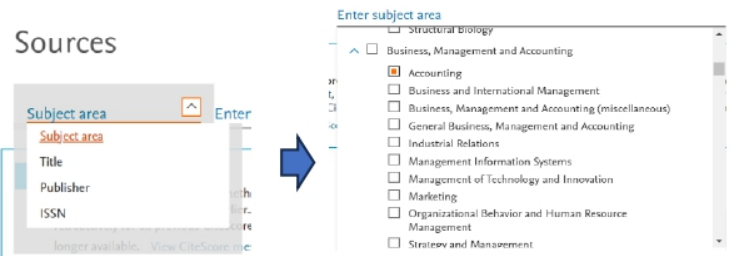 Sources
Subject area
Enter
Subject area
Title
Publisher
ISSN
longer available. View CiteScore me
Enter subject area
Structural Biology
Business, Management and Accounting
Accounting
Business and International Management
Business, Management and Accounting (miscellaneous)
General Business, Management and Accounting
Industrial Relations
Management Information Systems
Management of Technology and Innovation
Marketing
Organizational Behavior and Human Resource
Management
Strategy and Management